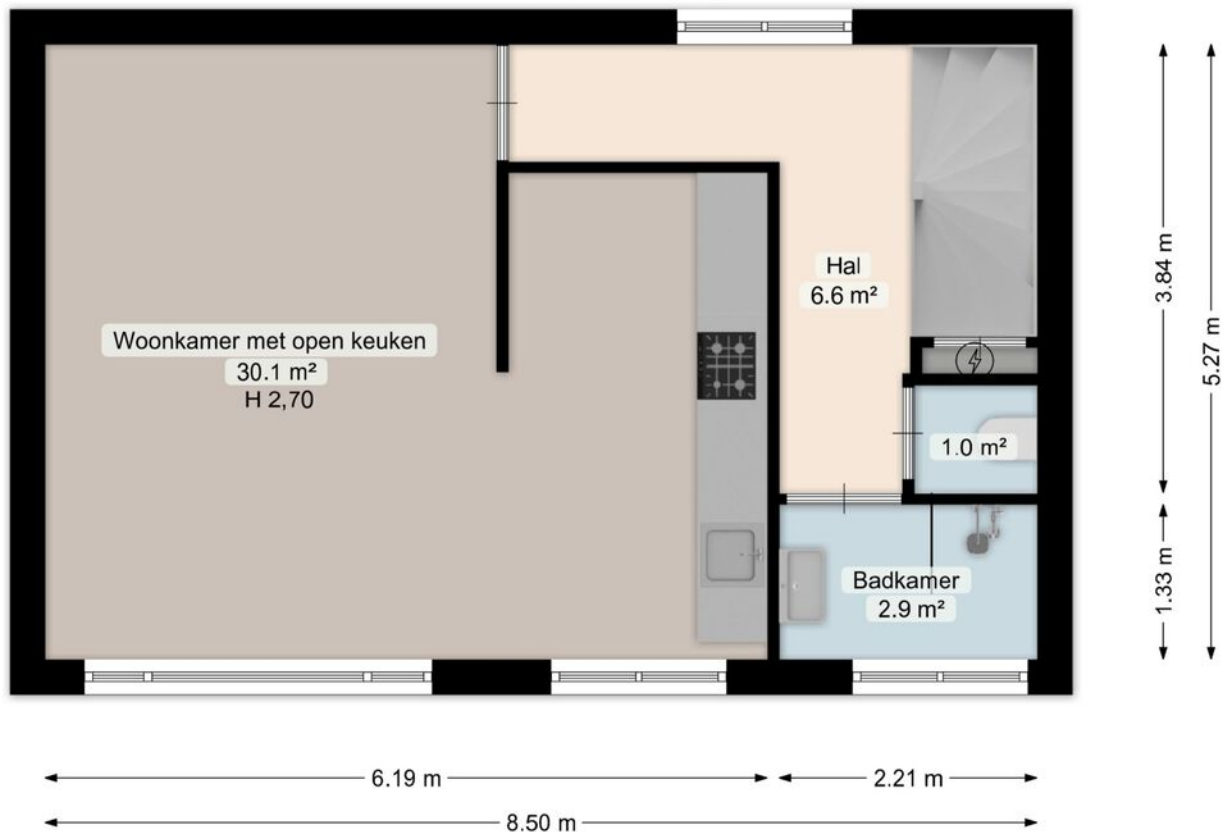 Hal
6.6 m²
Woonkamer met open keuken
30.1 m²
H 2,70
1.0 m²
Badkamer
2.9 m²
3.84 m
5.27 m
1.33 m
6.19 m
2.21 m
8.50 m